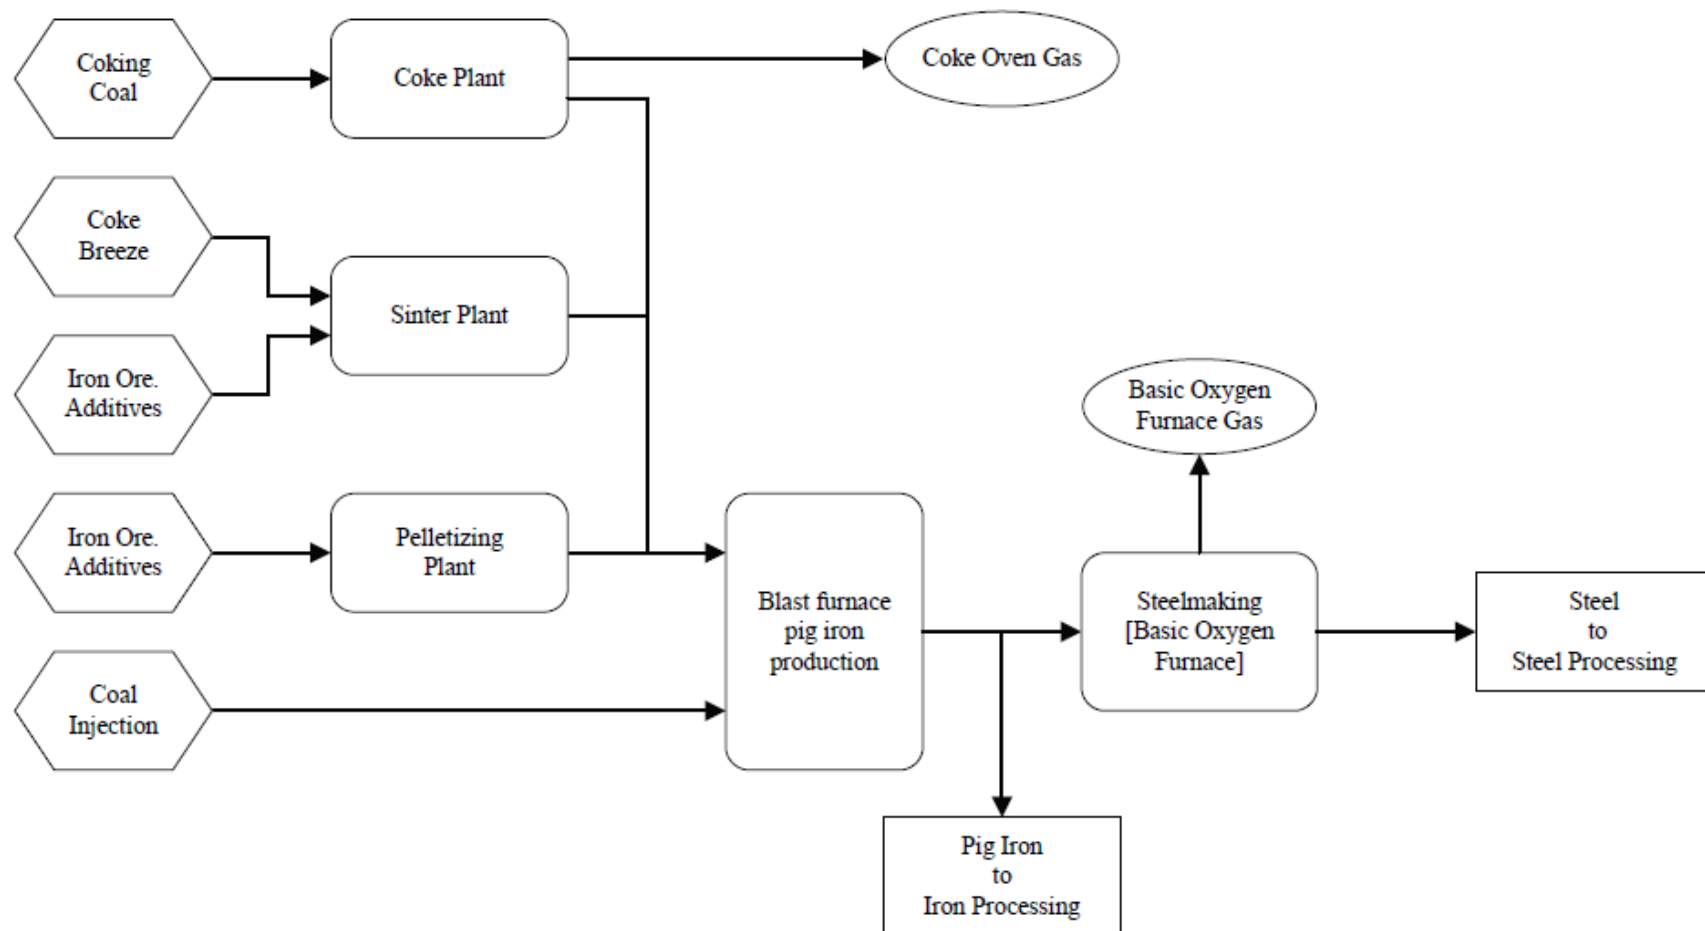 Coking
Coal
Coke Plant
Coke Oven Gas
Coke
Breeze
Sinter Plant
Iron Ore.
Additives
Basic Oxygen
Furnace Gas
Iron Ore.
Additives
Pelletizing
Plant
Blast furnace
pig iron
production
Steelmaking
[Basic Oxygen
Furnace]
Steel
to
Steel Processing
Coal
Injection
Pig Iron
to
Iron Processing